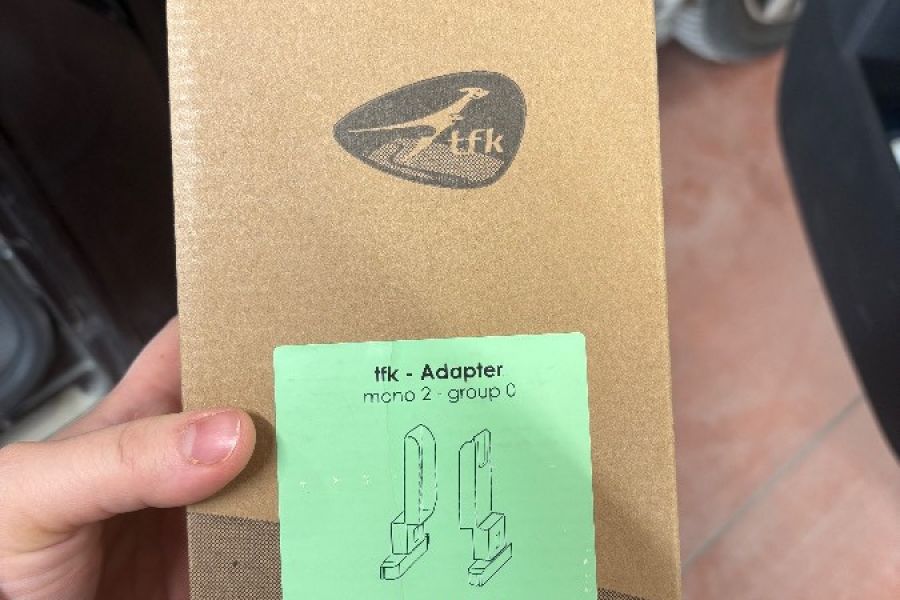 tfk
tfk - Adapter
mono 2 - group 0